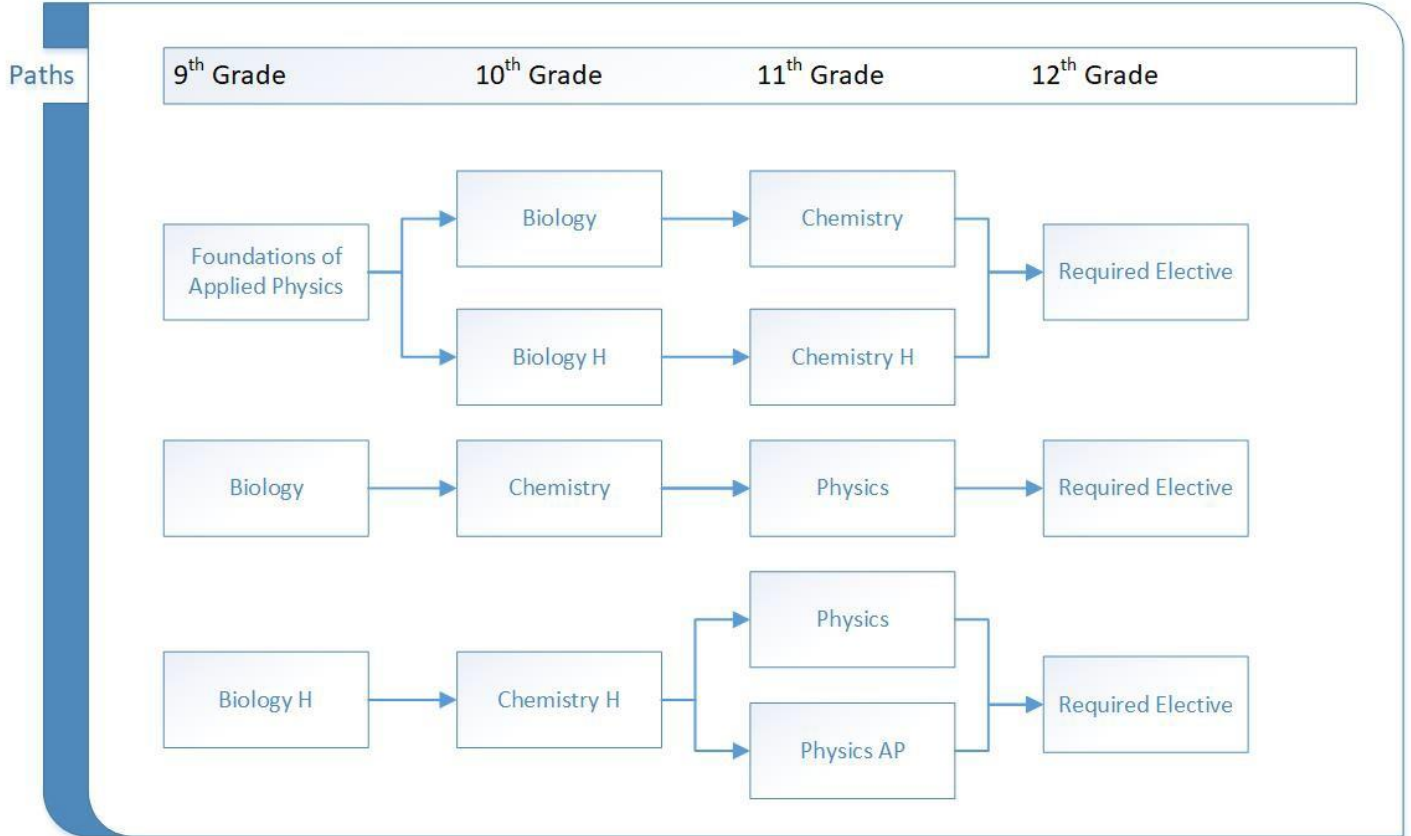 Paths
9th Grade
10th Grade
11th Grade
12th Grade
Foundations of
Applied Physics
Biology
Chemistry
Required Elective
Biology H
Chemistry H
Biology
Chemistry
Physics
Required Elective
Biology H
Chemistry H
Physics
Physics AP
Required Elective